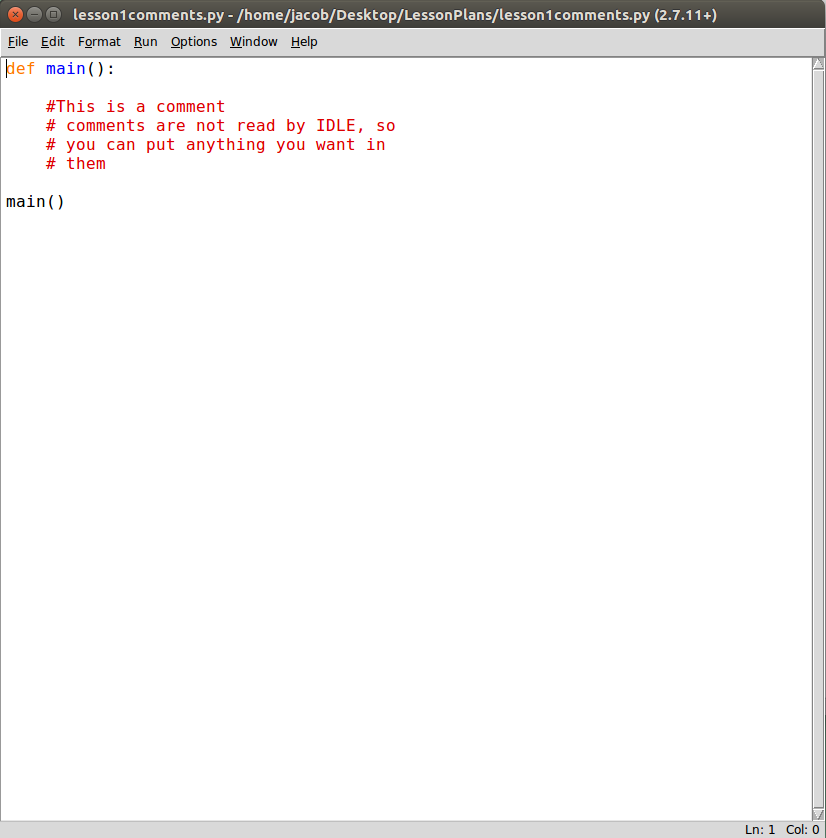 lesson1comments.py - /home/jacob/Desktop/LessonPlans/lesson1comments.py (2.7.11+)
File Edit Format Run Options Window Help
def main():
    #This is a comment
    # comments are not read by IDLE, so
    # you can put anything you want in
    # them
main()
Ln: 1 Col: 0